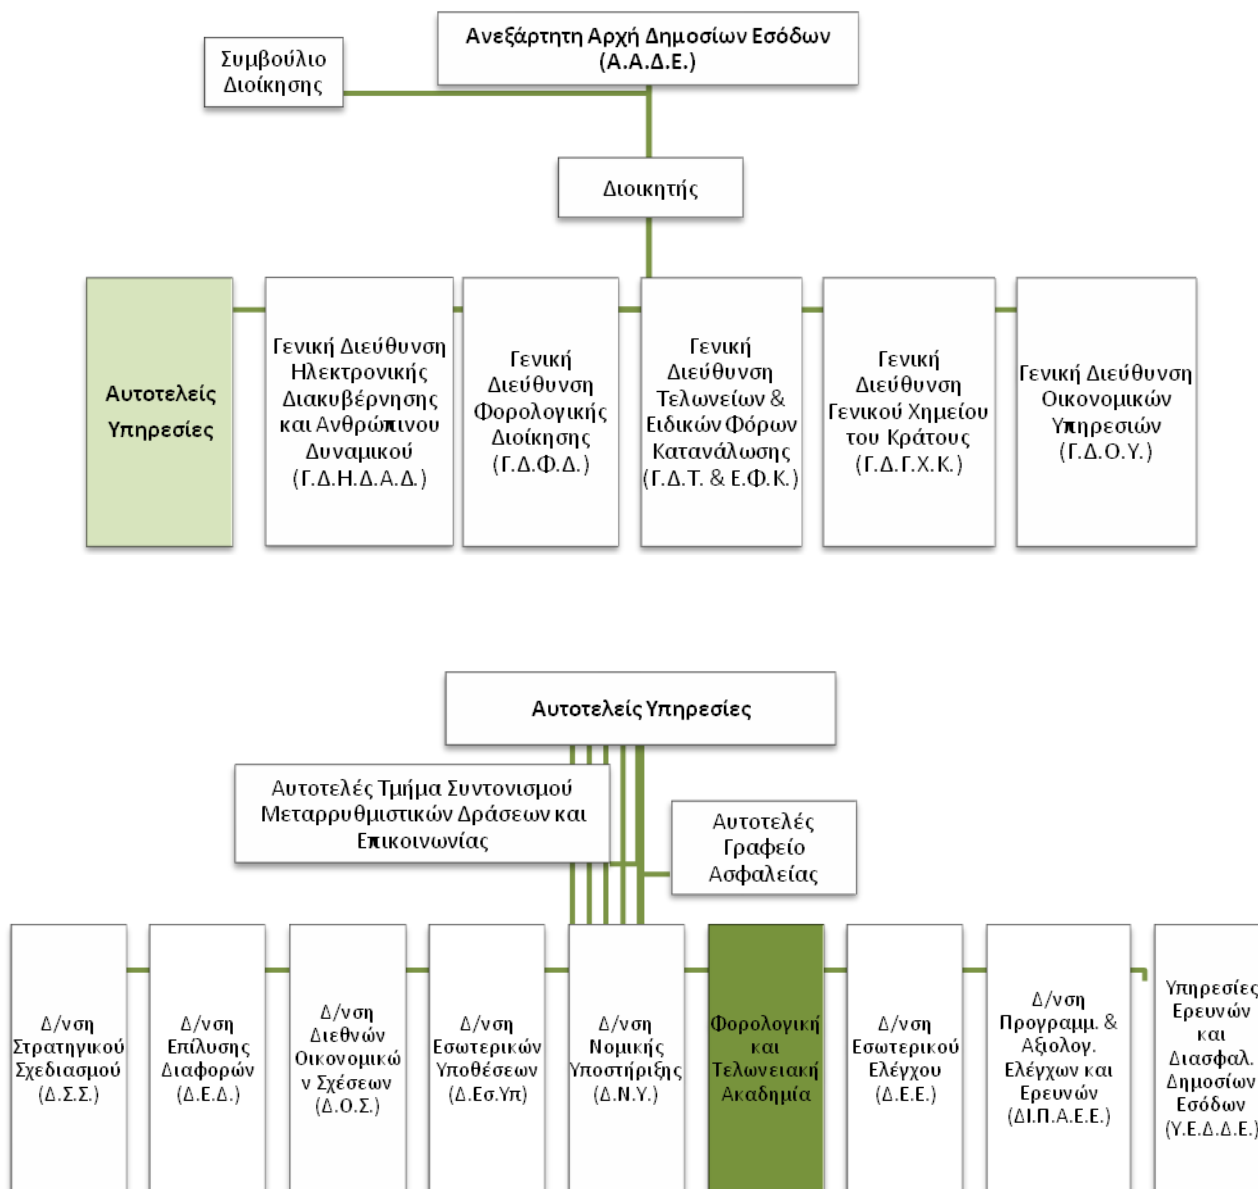 Ανεξάρτητη Αρχή Δημοσίων Εσόδων
(Α.Α.Δ.Ε.)
Συμβούλιο
Διοίκησης
Διοικητής
Αυτοτελείς
Υπηρεσίες
Γενική Διεύθυνση
Ηλεκτρονικής
Διακυβέρνησης
και Ανθρώπινου
Δυναμικού
(Γ.Δ.Η.Δ.Α.Δ.)
Γενική
Διεύθυνση
Φορολογικής
Διοίκησης
(Γ.Δ.Φ.Δ.)
Γενική
Διεύθυνση
Τελωνείων &
Ειδικών Φόρων
Κατανάλωσης
(Γ.Δ.Τ. & Ε.Φ.Κ.)
Γενική
Διεύθυνση
Γενικού Χημείου
του Κράτους
(Γ.Δ.Γ.Χ.Κ.)
Γενική Διεύθυνση
Οικονομικών
Υπηρεσιών
(Γ.Δ.Ο.Υ.)
Αυτοτελείς Υπηρεσίες
Αυτοτελές Τμήμα Συντονισμού
Μεταρρυθμιστικών Δράσεων και
Επικοινωνίας
Αυτοτελές
Γραφείο
Ασφαλείας
Δ/νση
Στρατηγικού
Σχεδιασμού
(Δ.Σ.Σ.)
Δ/νση
Επίλυσης
Διαφορών
(Δ.Ε.Δ.)
Δ/νση
Διεθνών
Οικονομικώ
ν Σχέσεων
(Δ.Ο.Σ.)
Δ/νση
Εσωτερικών
Υποθέσεων
(Δ.Εσ.Υπ)
Δ/νση
Νομικής
Υποστήριξης
(Δ.Ν.Υ.)
Φορολογική
και
Τελωνειακή
Ακαδημία
Δ/νση
Εσωτερικού
Ελέγχου
(Δ.Ε.Ε.)
Δ/νση
Προγραμμ. &
Αξιολογ.
Ελέγχων και
Ερευνών
(ΔΙ.Π.Α.Ε.Ε.)
Υπηρεσίες
Ερευνών
και
Διασφαλ.
Δημοσίων
Εσόδων
(Υ.Ε.Δ.Δ.Ε.)